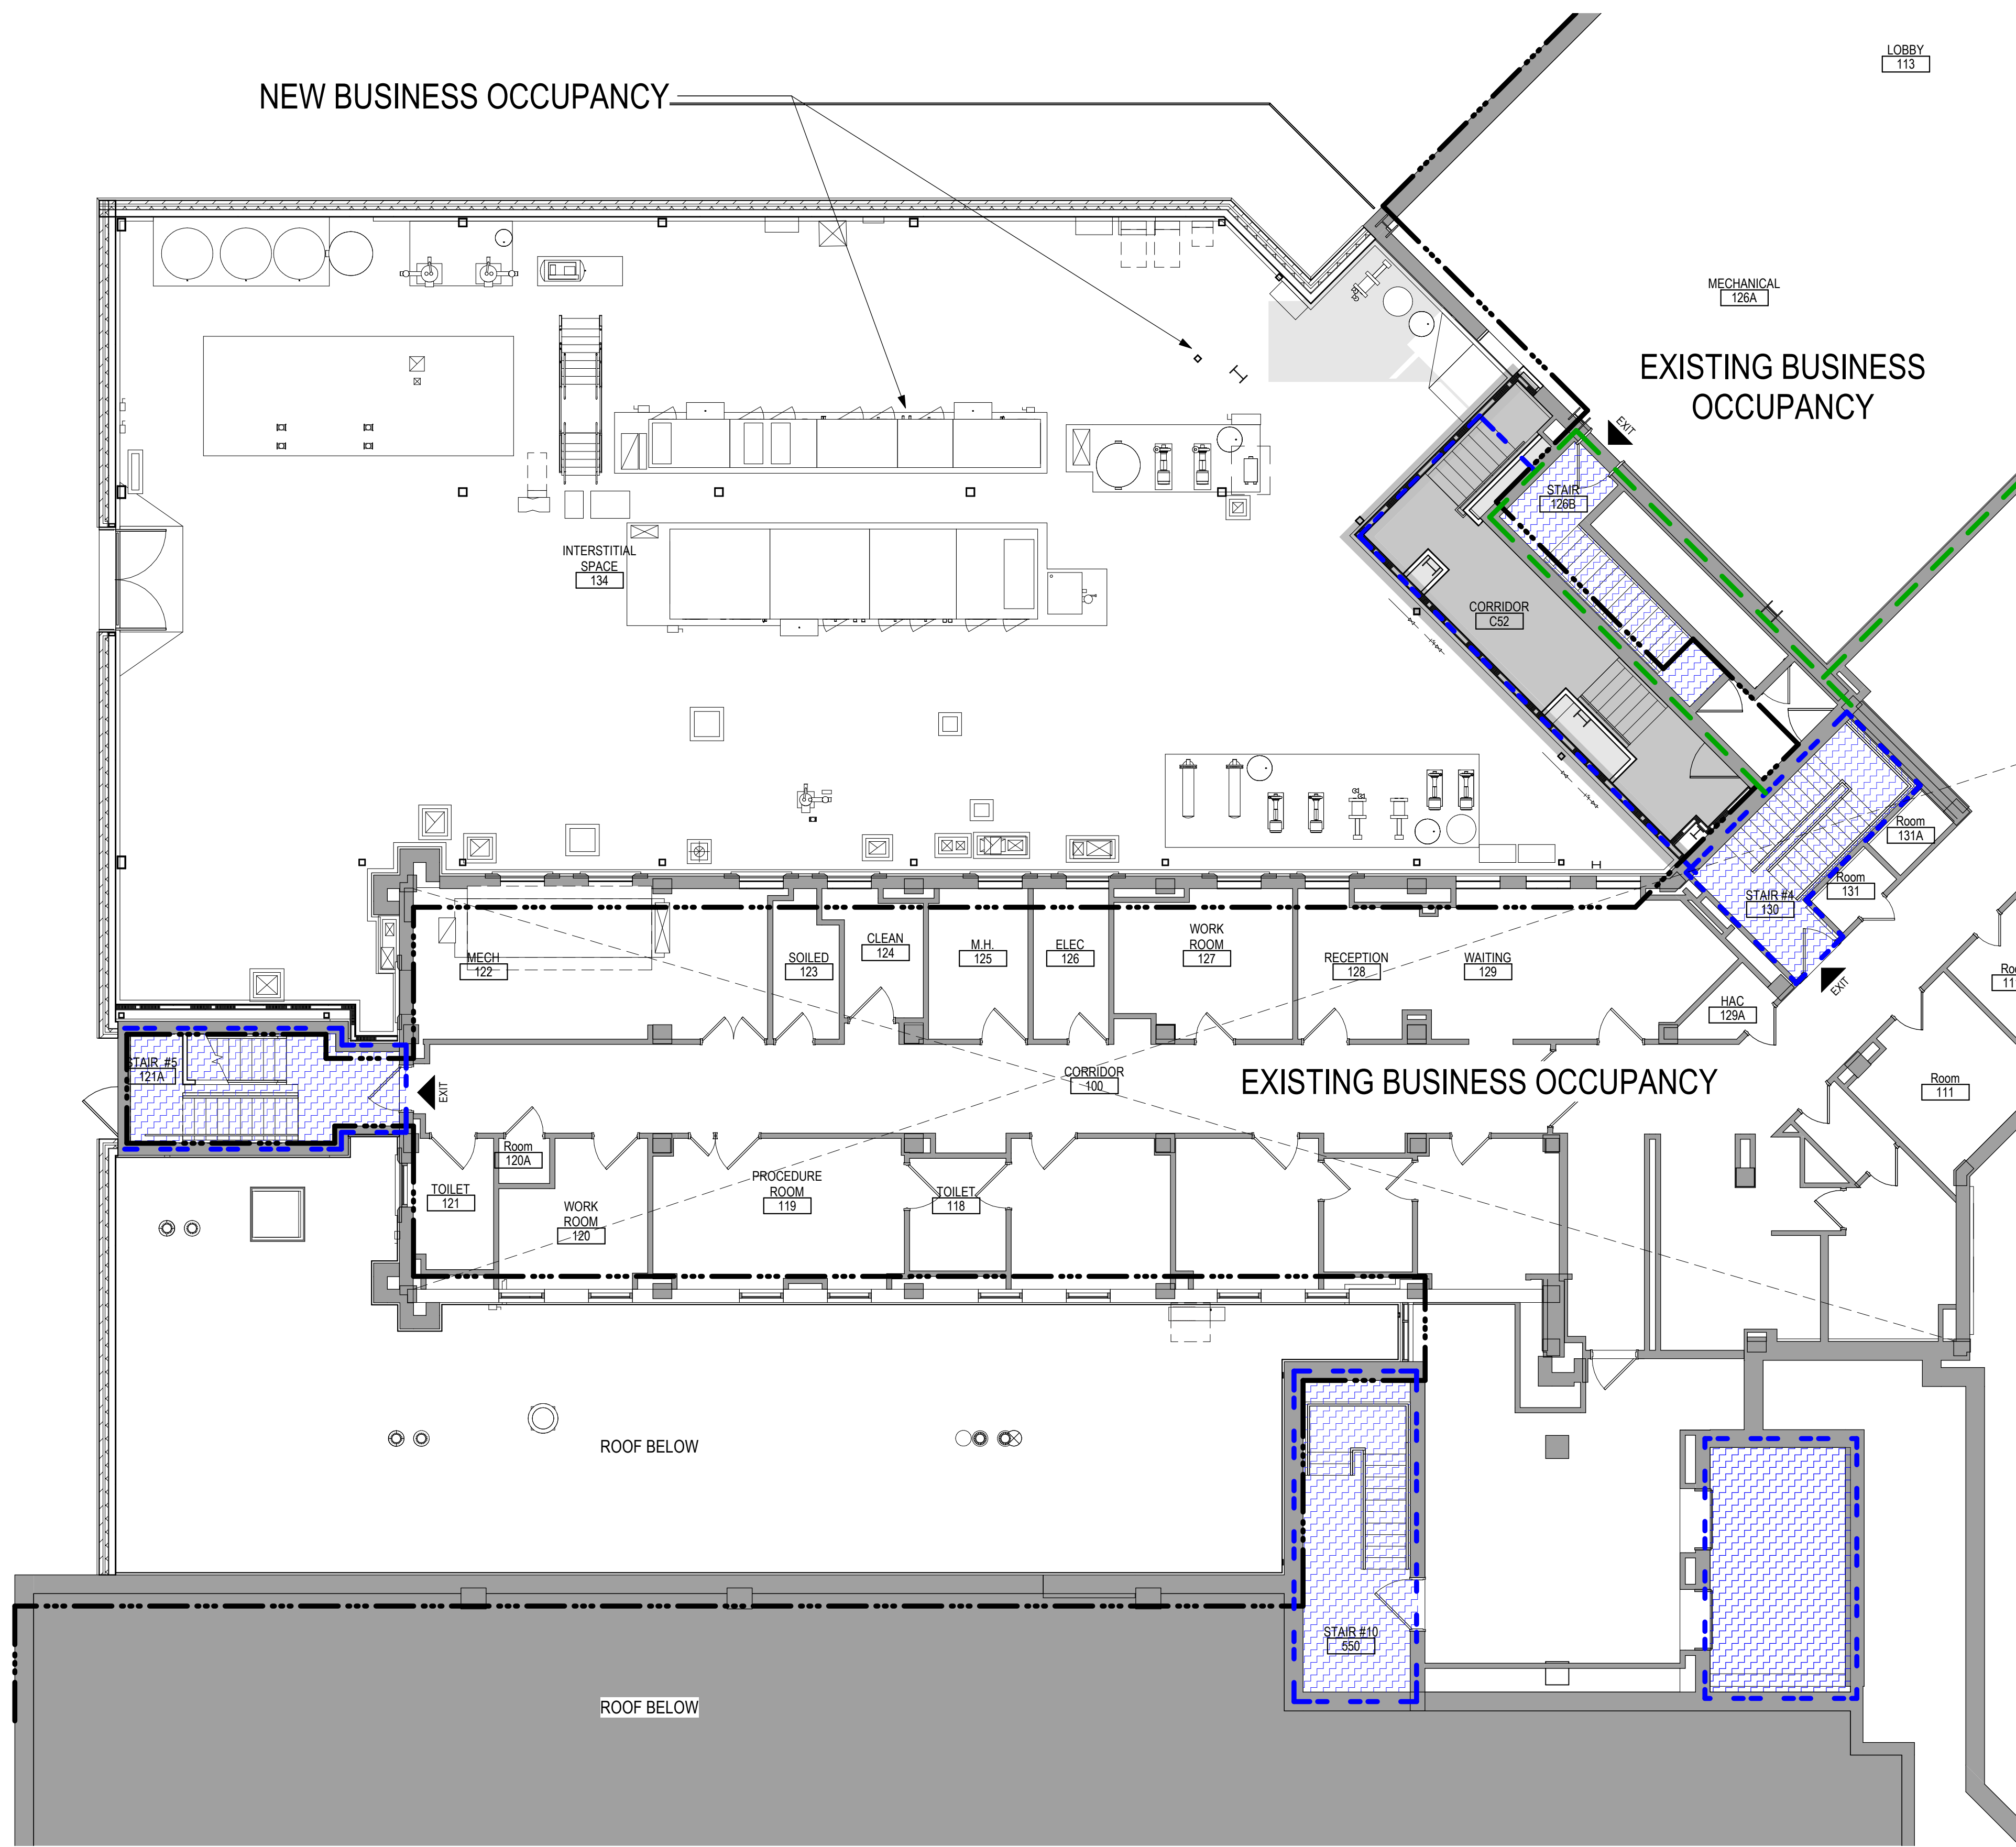 LOBBY
113
NEW BUSINESS OCCUPANCY
MECHANICAL
126A
EXISTING BUSINESS
OCCUPANCY
EXIT
STAIR
126B
INTERSTITIAL
SPACE
134
CORRIDOR
C52
Room
131A
Room
131
STAIR #4
130
EXIT
MECH
122
SOILED
123
CLEAN
124
M.H.
125
ELEC
126
WORK
ROOM
127
RECEPTION
128
WAITING
129
HAC
129A
STAIR #5
121A
EXIT
CORRIDOR
100
EXISTING BUSINESS OCCUPANCY
Room
111
TOILET
121
Room
120A
WORK
ROOM
120
PROCEDURE
ROOM
119
TOILET
118
ROOF BELOW
STAIR #10
550
ROOF BELOW